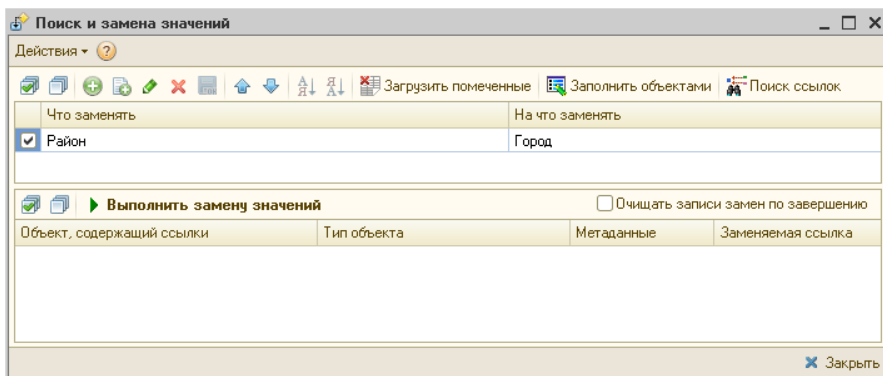 Поиск и замена значений
Действия
Загрузить помеченные Заполнить объектами Поиск ссылок
Что заменять На что заменять
Район Город
Выполнить замену значений Очищать записи замен по завершению
Объект, содержащий ссылки Тип объекта Метаданные Заменяемая ссылка
Закрыть